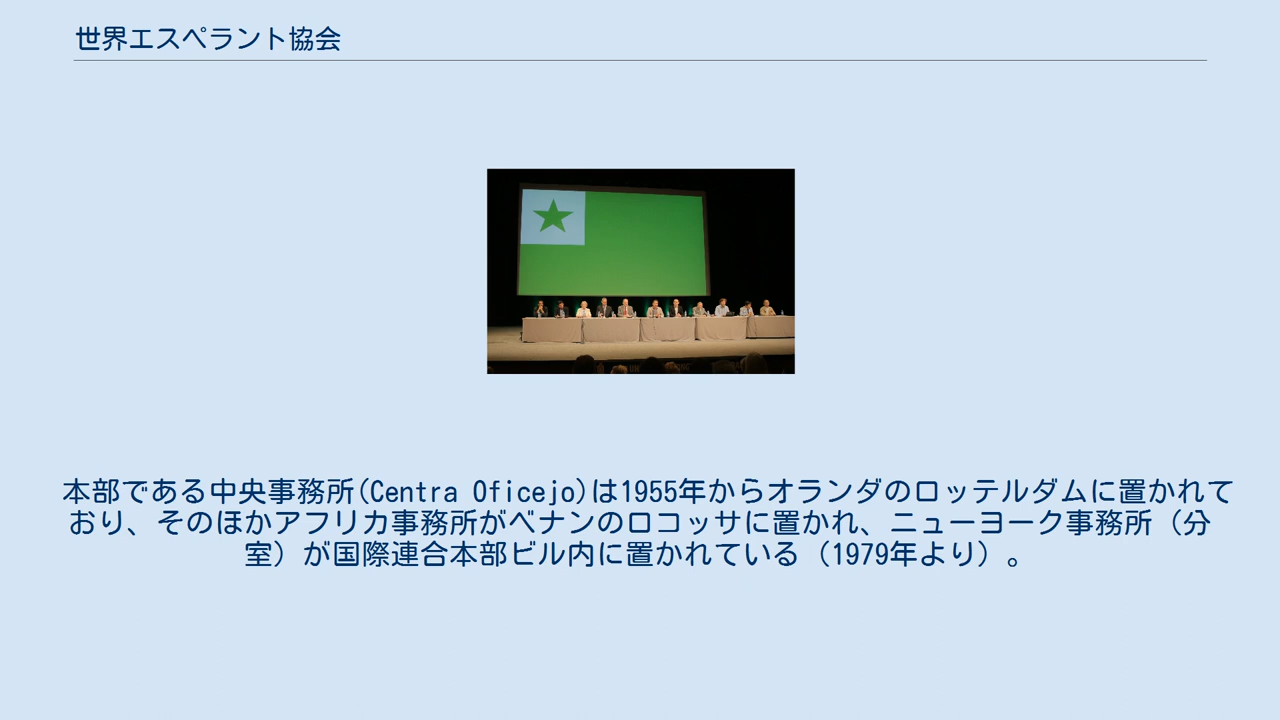 世界エスペラント協会
本部である中央事務所(Centra Oficejo)は1955年からオランダのロッテルダムに置かれて
おり、そのほかアフリカ事務所がベナンのロコッサに置かれ、ニューヨーク事務所（分
室）が国際連合本部ビル内に置かれている（1979年より）。